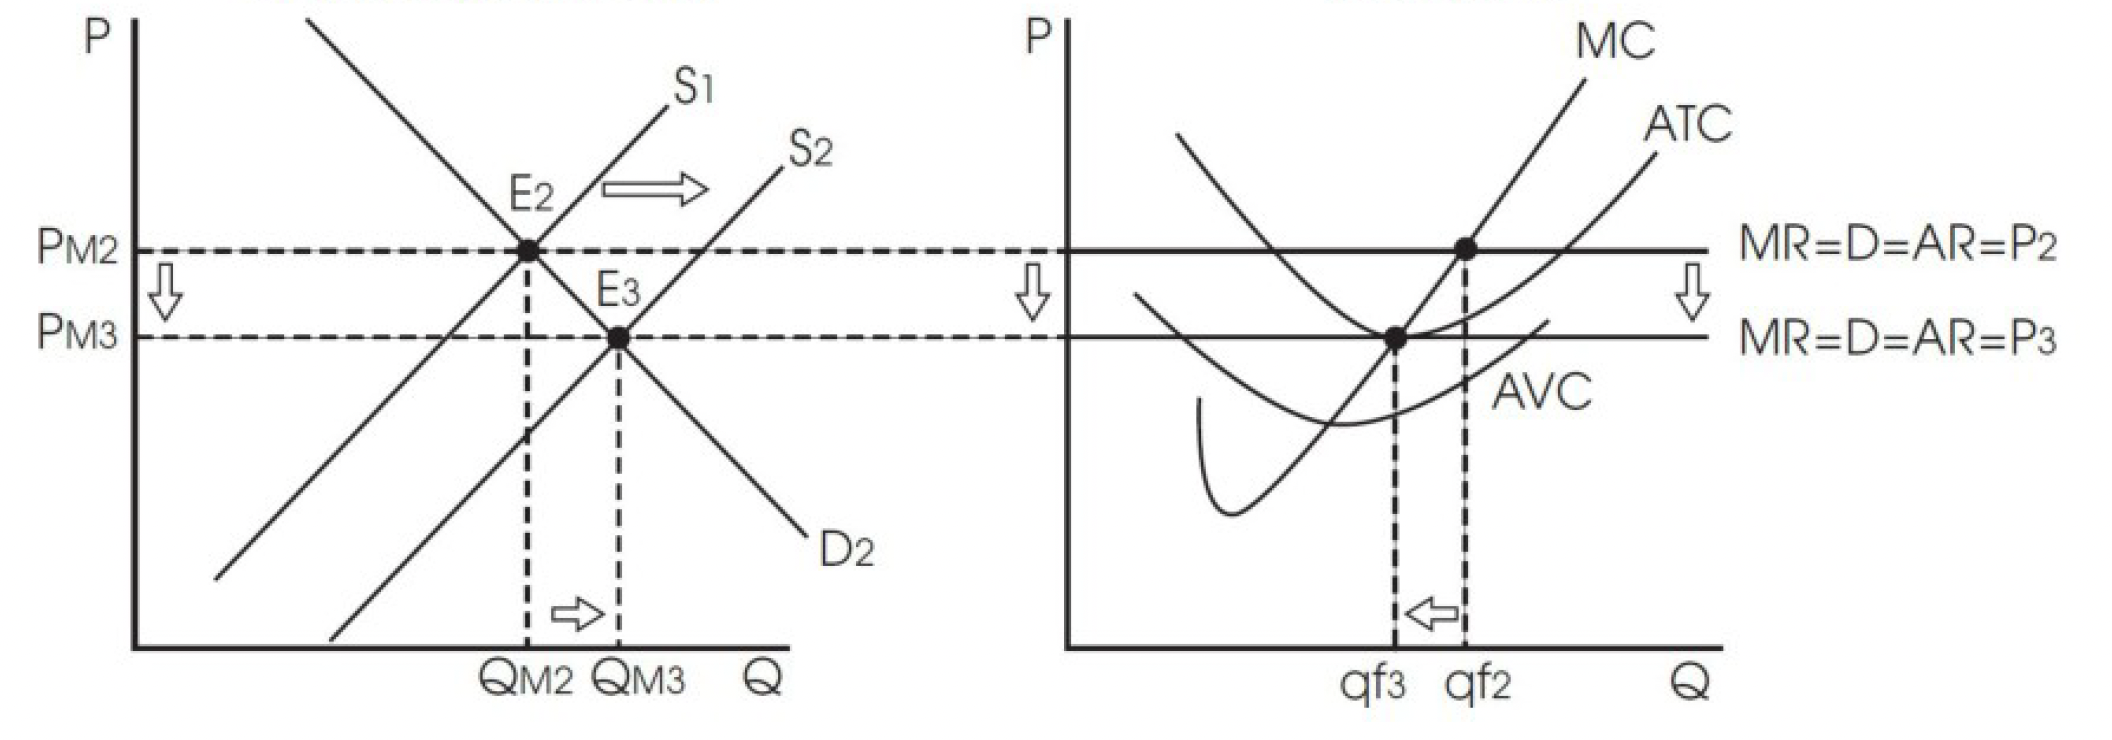 P
S1
S2
E2
PM2
E3
PM3
D2
QM2 QM3 Q
P
MC
ATC
MR=D=AR=P2
MR=D=AR=P3
AVC
qf3 qf2 Q